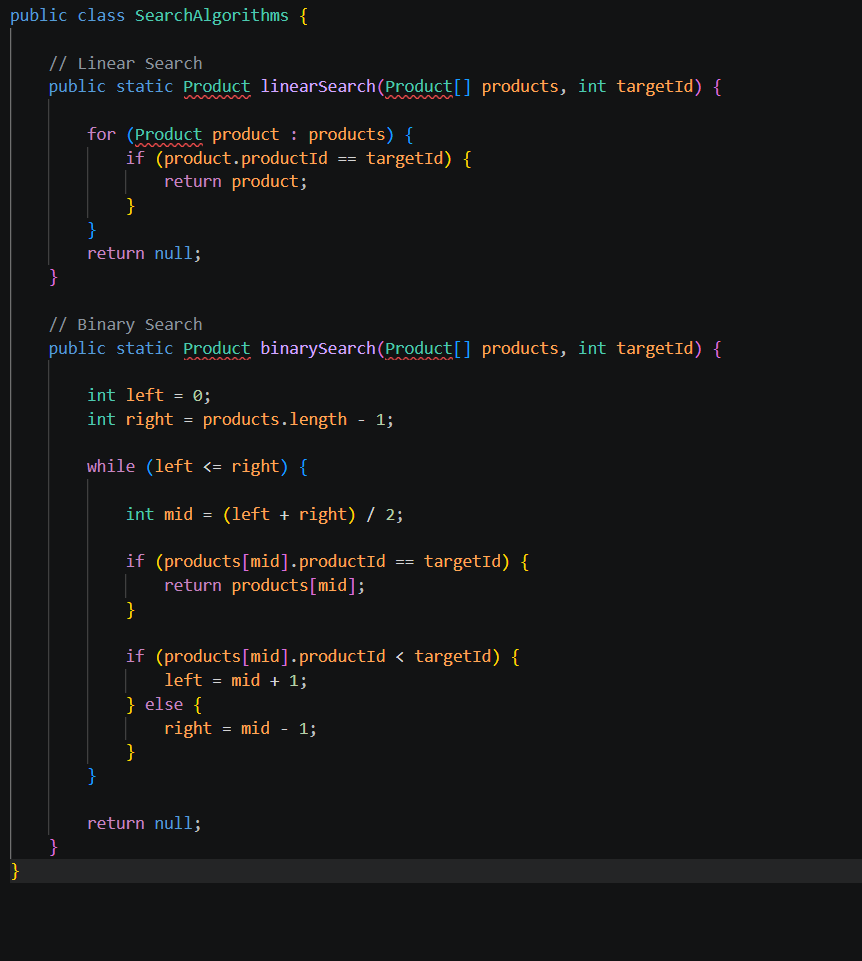 public class SearchAlgorithms {
// Linear Search
public static Product linearSearch(Product[] products, int targetId) {
for (Product product : products) {
if (product.productId == targetId) {
return product;
}
}
return null;
}
// Binary Search
public static Product binarySearch(Product[] products, int targetId) {
int left = 0;
int right = products.length - 1;
while (left <= right) {
int mid = (left + right) / 2;
if (products[mid].productId == targetId) {
return products[mid];
}
if (products[mid].productId < targetId) {
left = mid + 1;
} else {
right = mid - 1;
}
}
return null;
}
}